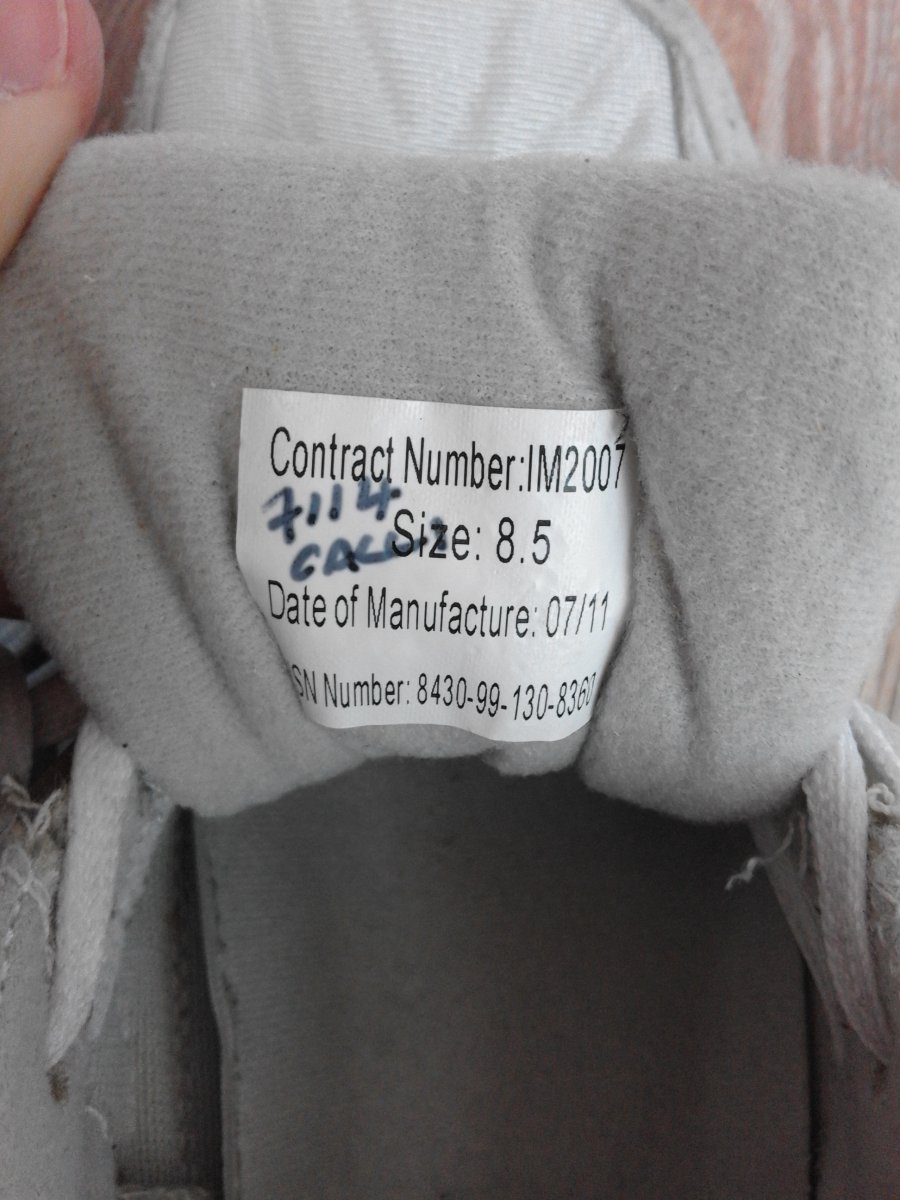 Contract Number:IM2007
7114
Size: 8.5
Date of Manufacture: 07/11
SN Number: 8430-99-130-8360